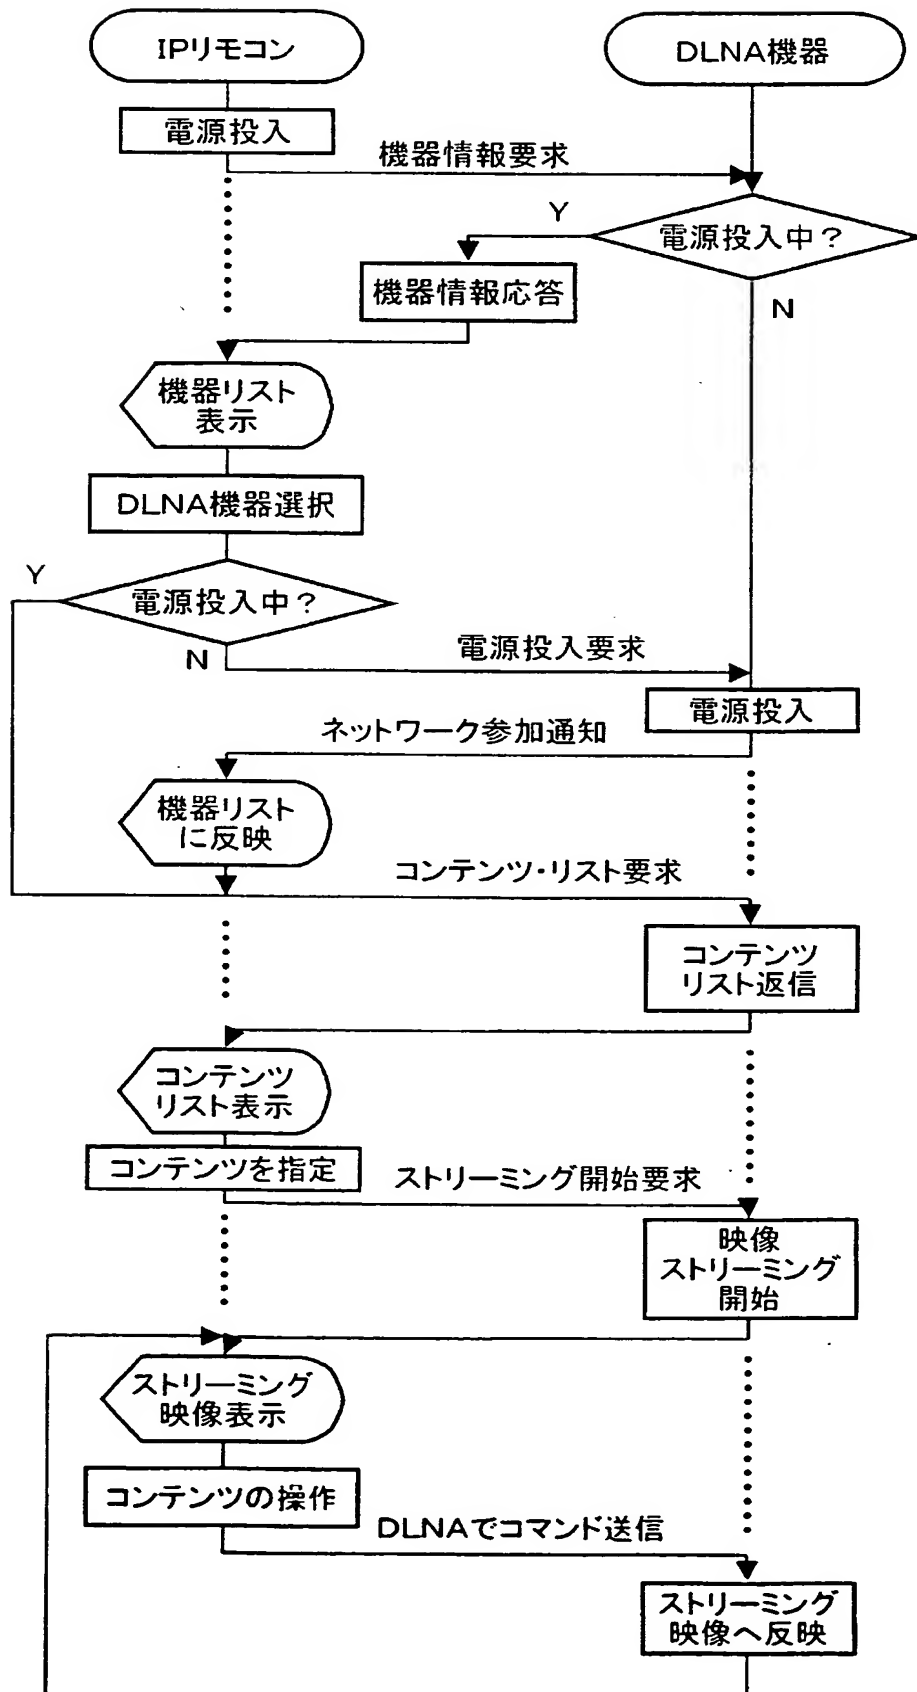 IPリモコン
DLNA機器
電源投入
機器情報要求
Y
電源投入中？
機器情報応答
N
機器リスト
表示
DLNA機器選択
Y
電源投入中？
N
電源投入要求
電源投入
ネットワーク参加通知
機器リスト
に反映
コンテンツ・リスト要求
コンテンツ
リスト返信
コンテンツ
リスト表示
コンテンツを指定
ストリーミング開始要求
映像
ストリーミング
開始
ストリーミング
映像表示
コンテンツの操作
DLNAでコマンド送信
ストリーミング
映像へ反映